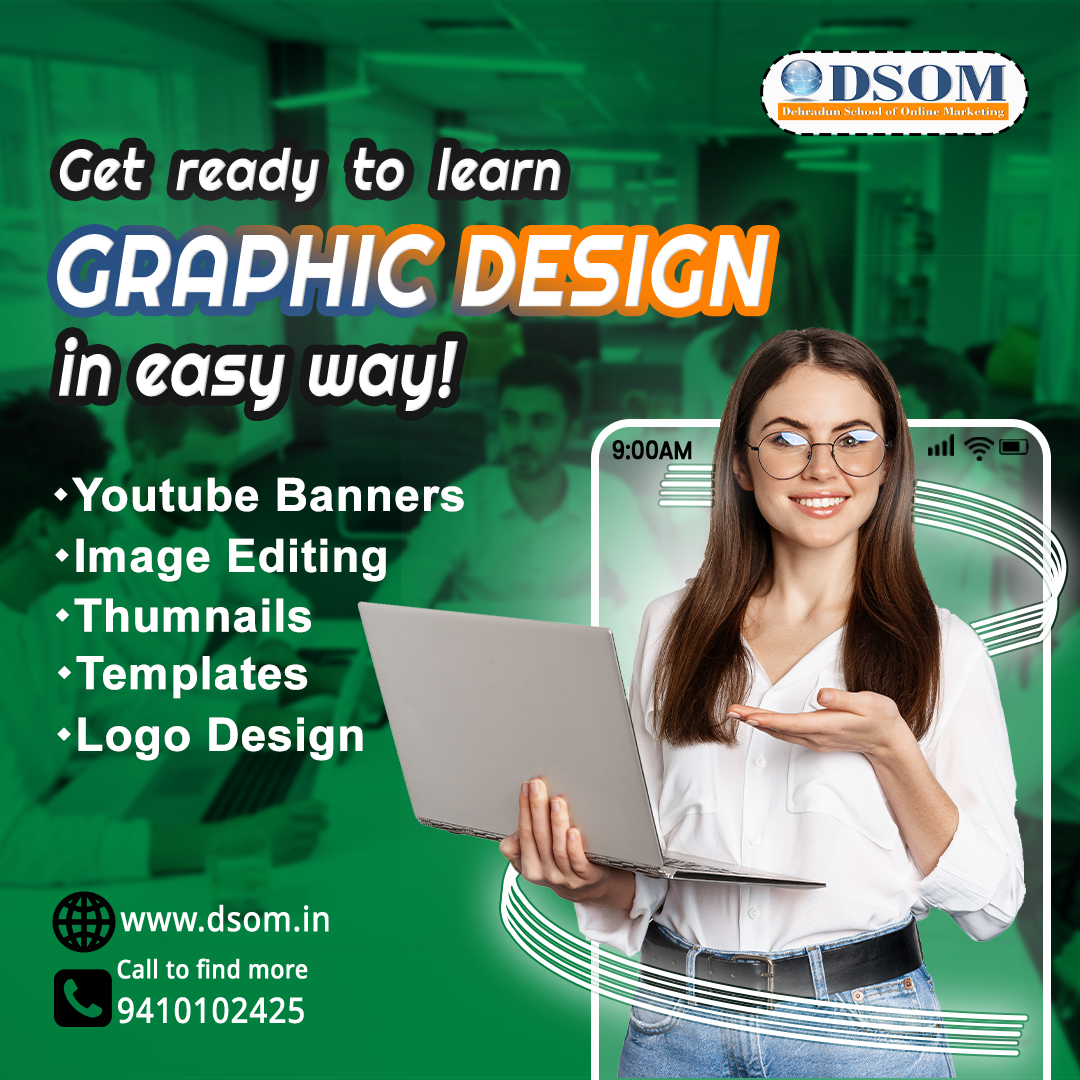 DSOM
Dehradun School of Online Marketing
Get ready to learn
GRAPHIC DESIGN
in easy way!
9:00AM
•Youtube Banners
•Image Editing
•Thumnails
•Templates
•Logo Design
www.dsom.in
Call to find more
9410102425